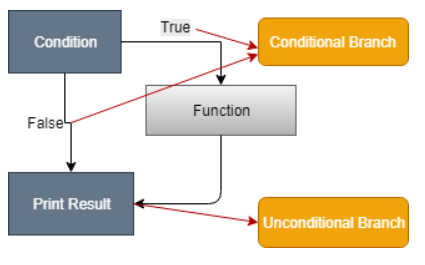 True
Condition
Conditional Branch
Function
False
Print Result
Unconditional Branch